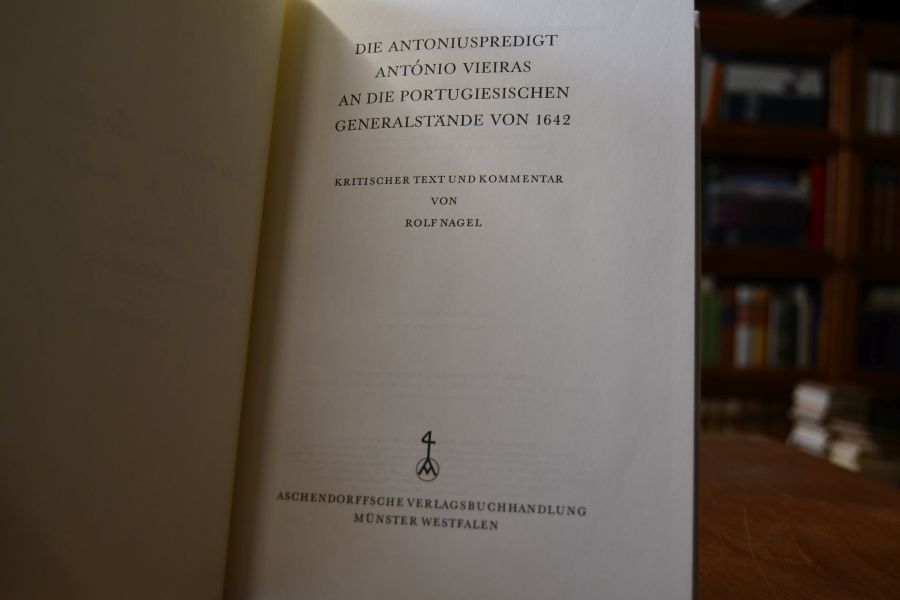 DIE ANTONIUSPREDIGT
ANTÓNIO VIEIRAS
AN DIE PORTUGIESISCHEN
GENERALSTÄNDE VON 1642
KRITISCHER TEXT UND KOMMENTAR
VON
ROLF NAGEL
ASCHENDORFFSCHE VERLAGSBUCHHANDLUNG
MÜNSTER WESTFALEN